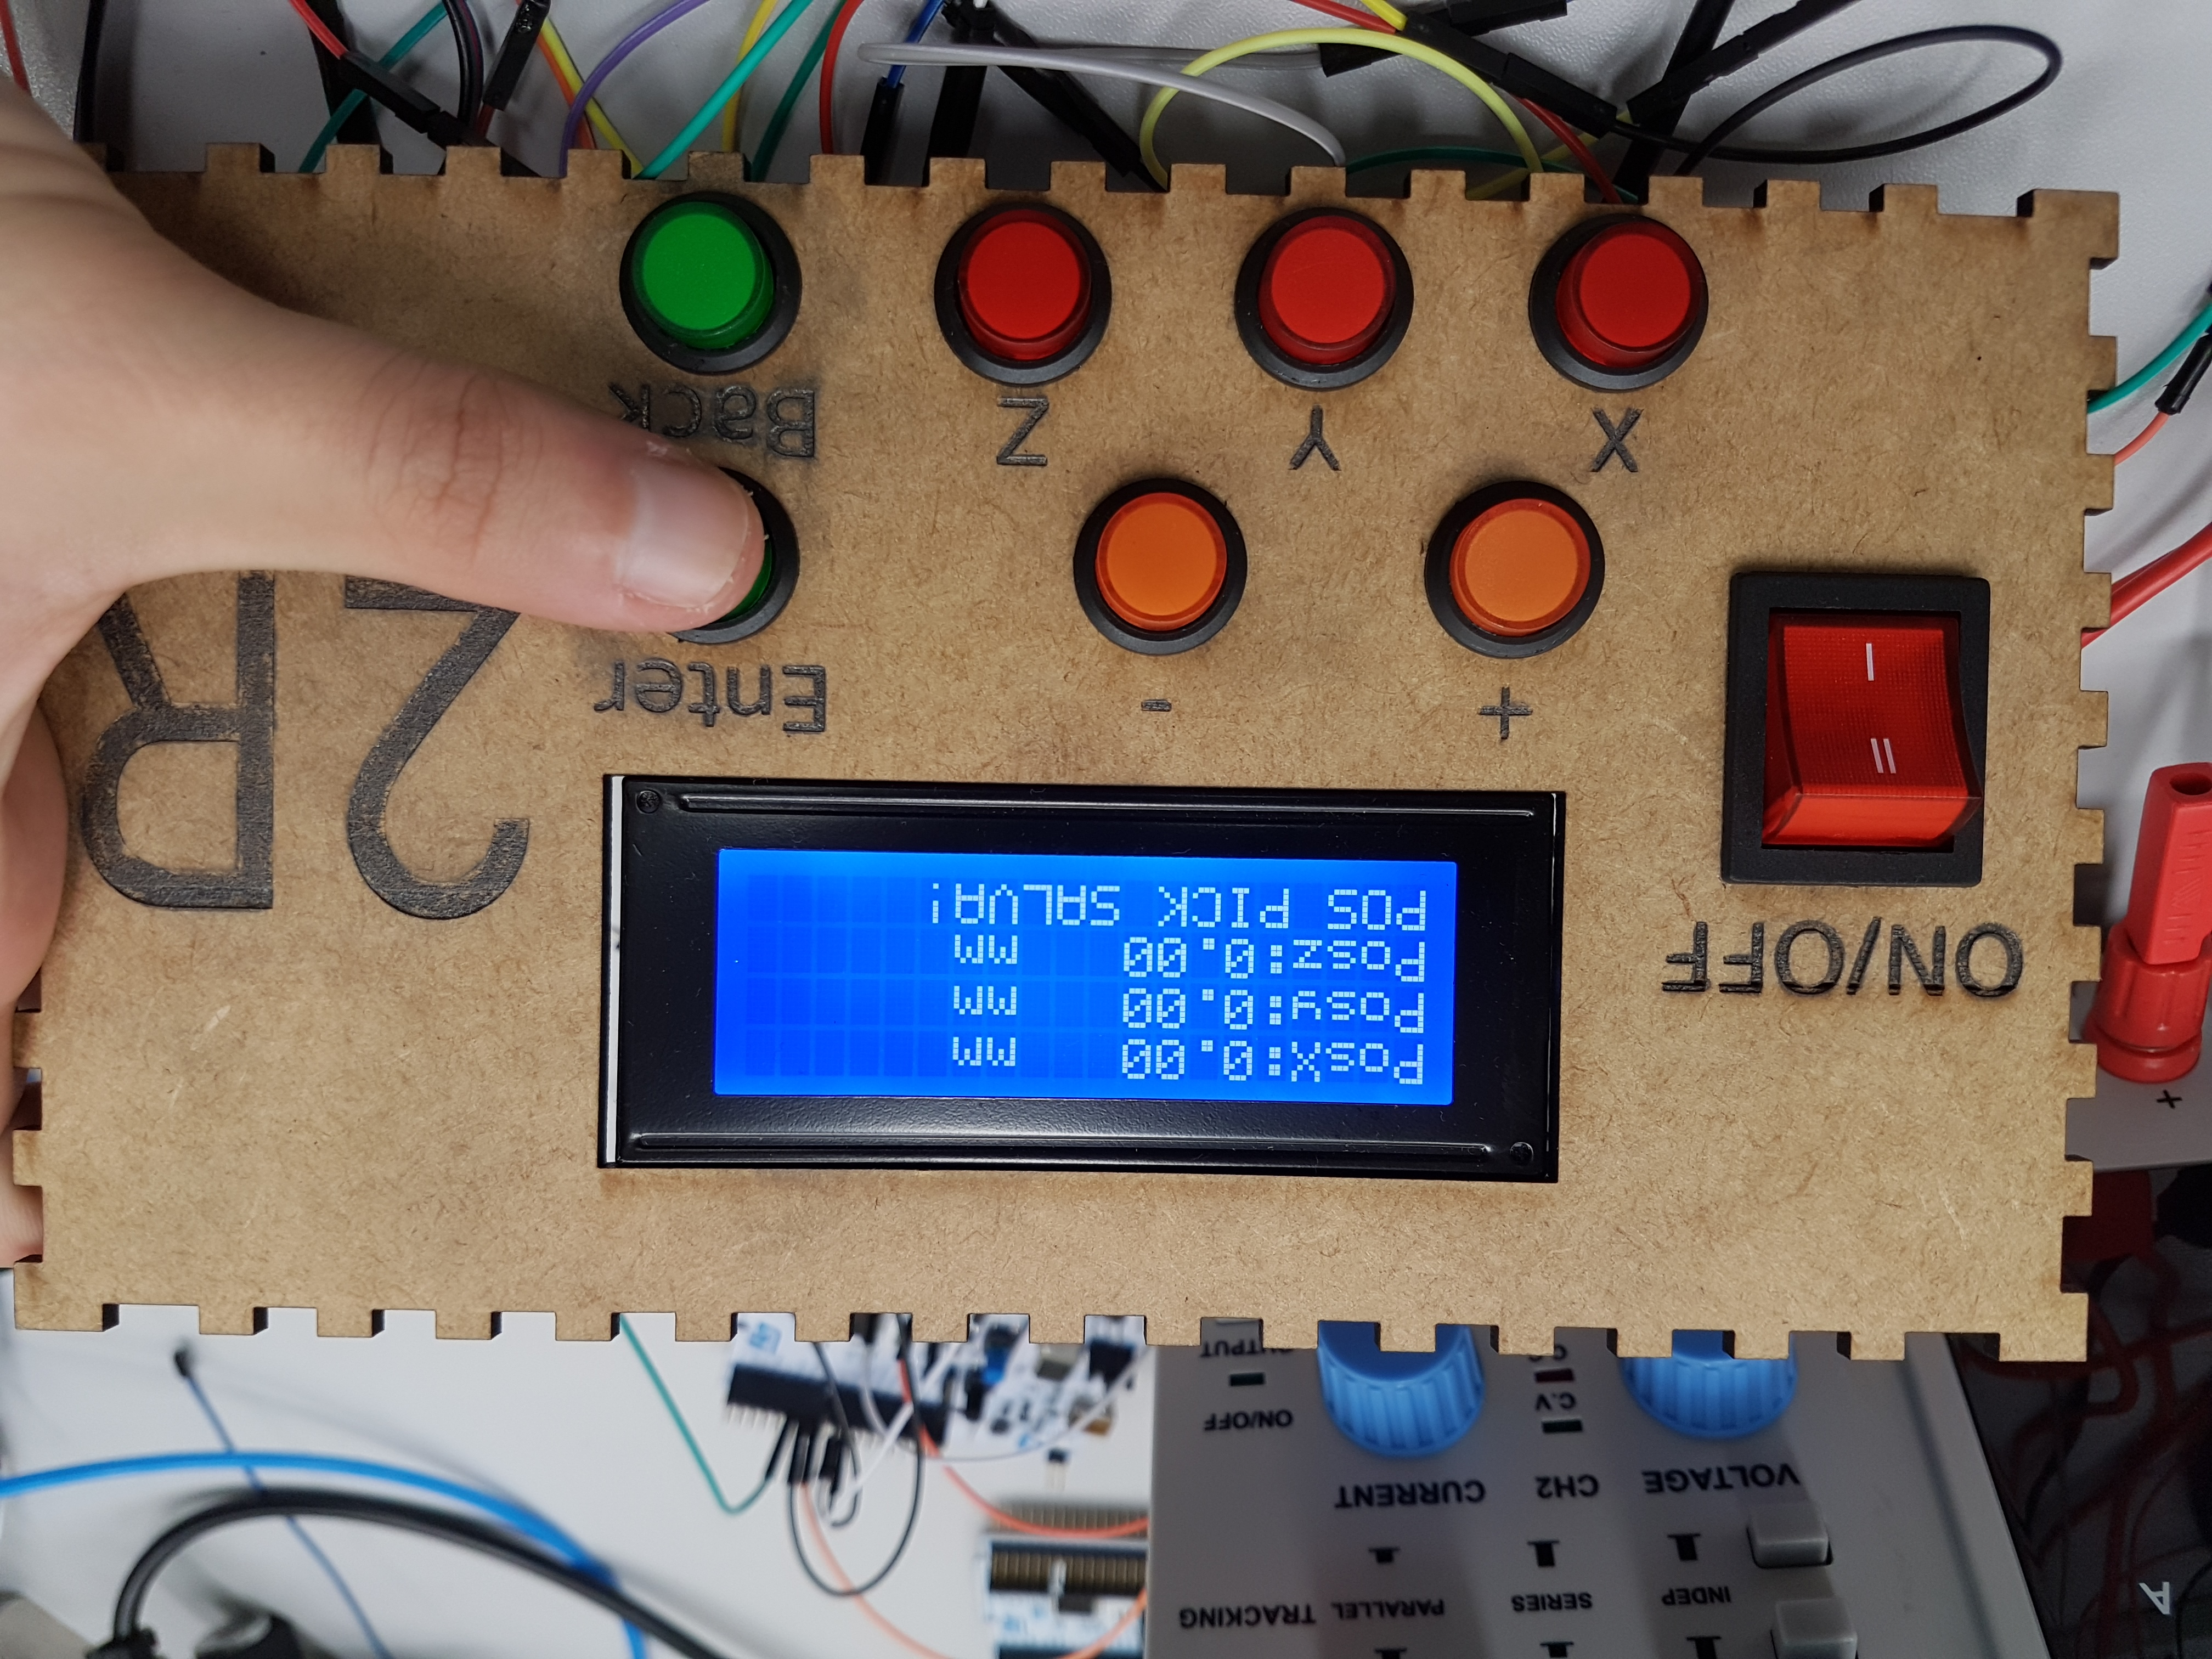 A
INDEP SERIES PARALLEL TRACKING
VOLTAGE CH2 CURRENT
C.V
ON/OFF
+
PosX:0.00 mm
Posy:0.00 mm
Posz:0.00 mm
POS PICK SALVA!
ON/OFF
2R
+ - Enter
X Y Z Back